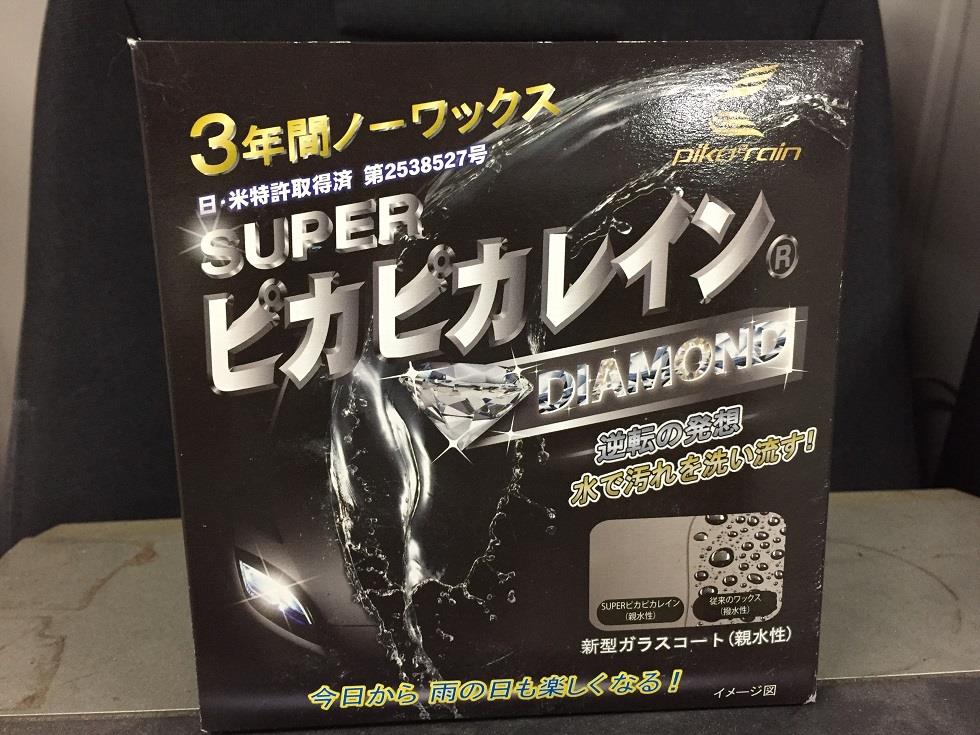 3年間ノーワックス
pika²rain
日・米特許取得済 第2538527号
SUPER
ピカピカレイン®
DIAMOND
逆転の発想
水で汚れを洗い流す!
SUPERピカピカレイン
(親水性)
従来のワックス
(撥水性)
新型ガラスコート(親水性)
今日から 雨の日も楽しくなる!
イメージ図